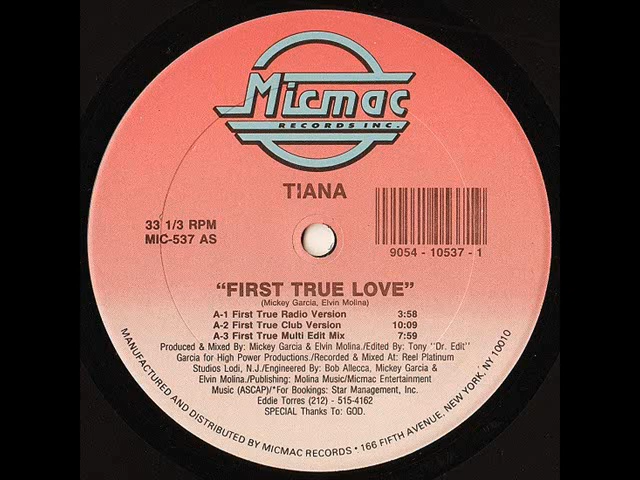 Micmac
RECORDS INC.
TIANA
33 1/3 RPM
MIC-537 AS
9054 - 10537 - 1
"FIRST TRUE LOVE"
(Mickey Garcia, Elvin Molina)
A-1 First True Radio Version 3:58
A-2 First True Club Version 10:09
A-3 First True Multi Edit Mix 7:59
Produced & Mixed By: Mickey Garcia & Elvin Molina./Edited By: Tony "Dr. Edit"
Garcia for High Power Productions./Recorded & Mixed At: Reel Platinum
Studios Lodi, N.J./Engineered By: Bob Allecca, Mickey Garcia &
Elvin Molina./Publishing: Molina Music/Micmac Entertainment
Music (ASCAP)/*For Bookings: Star Management, Inc.
Eddie Torres (212) - 515-4162
SPECIAL Thanks To: GOD.
MANUFACTURED AND DISTRIBUTED BY MICMAC RECORDS • 166 FIFTH AVENUE, NEW YORK, NY 10010